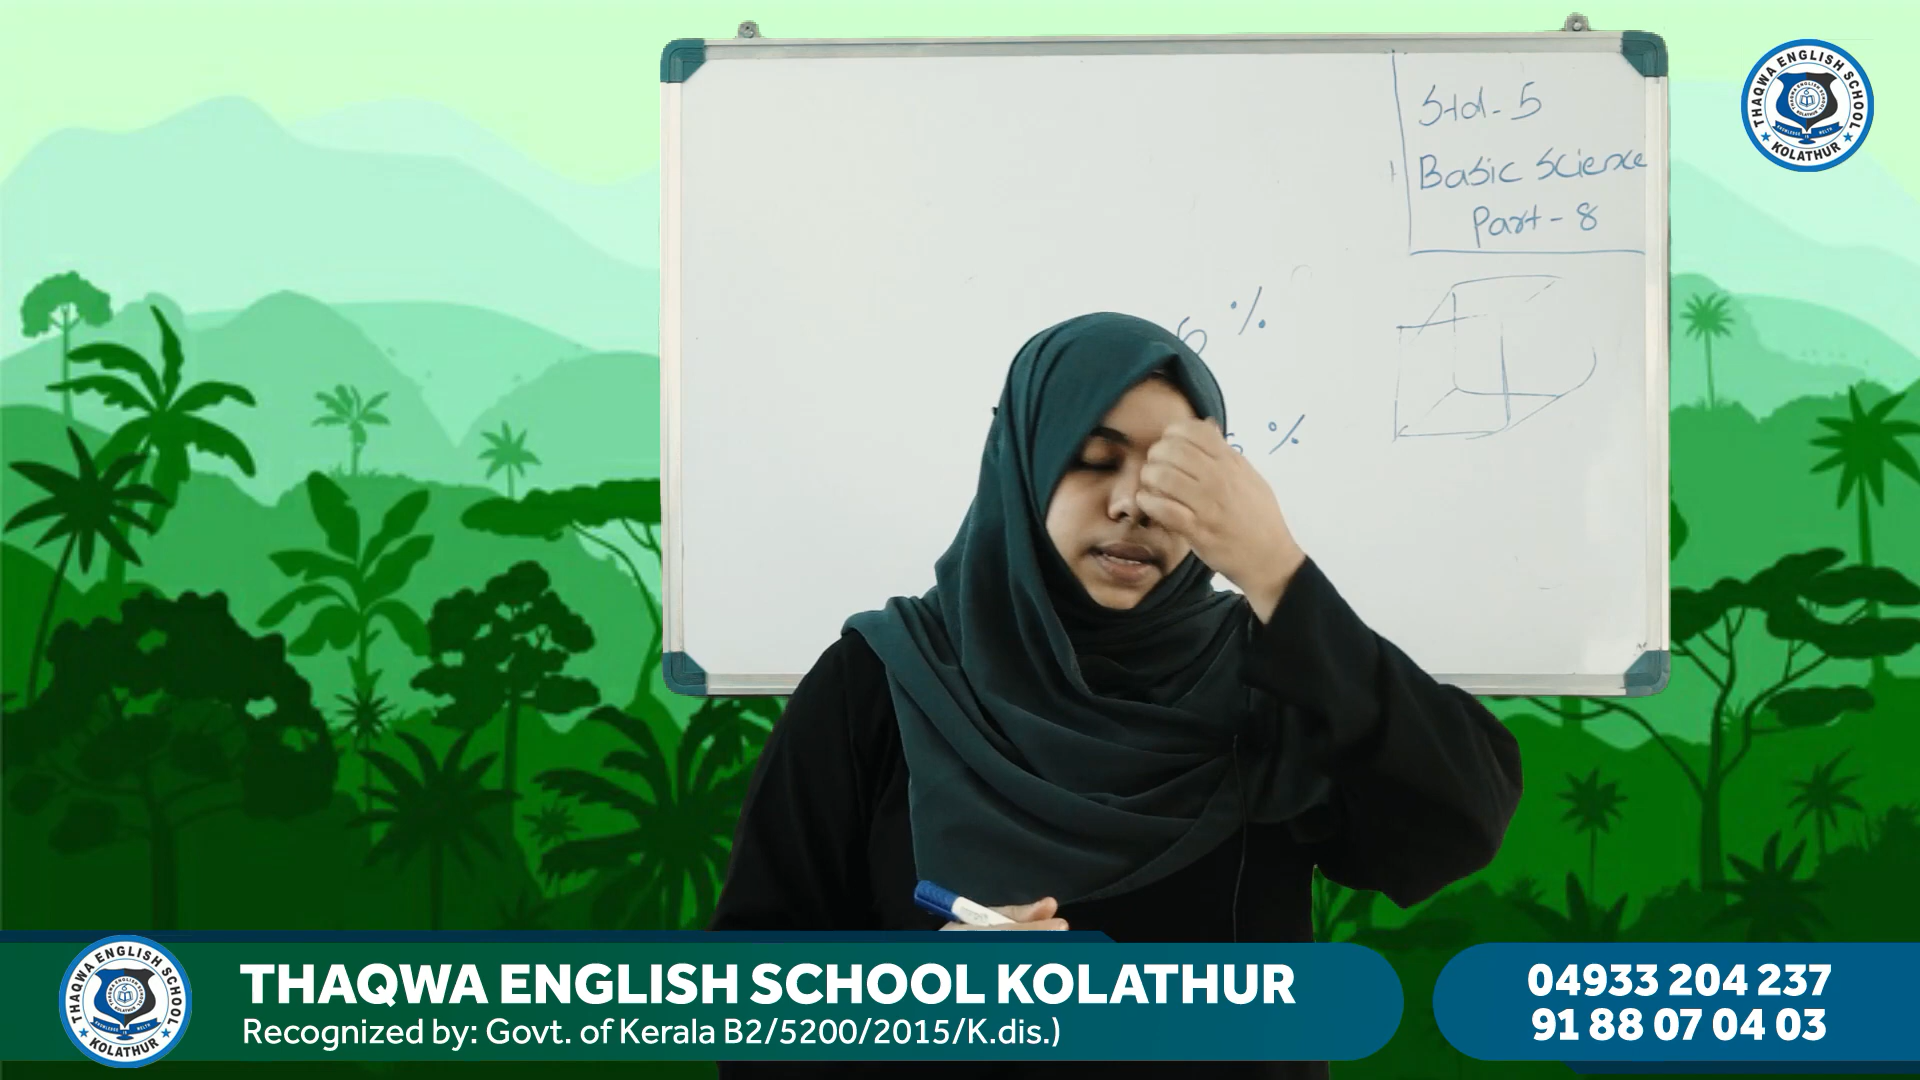 Std - 5
Basic Science
Part - 8
%
%
THAQWA ENGLISH SCHOOL
KOLATHUR
THAQWA ENGLISH SCHOOL
KOLATHUR
THAQWA ENGLISH SCHOOL KOLATHUR
Recognized by: Govt. of Kerala B2/5200/2015/K.dis.)
04933 204 237
91 88 07 04 03